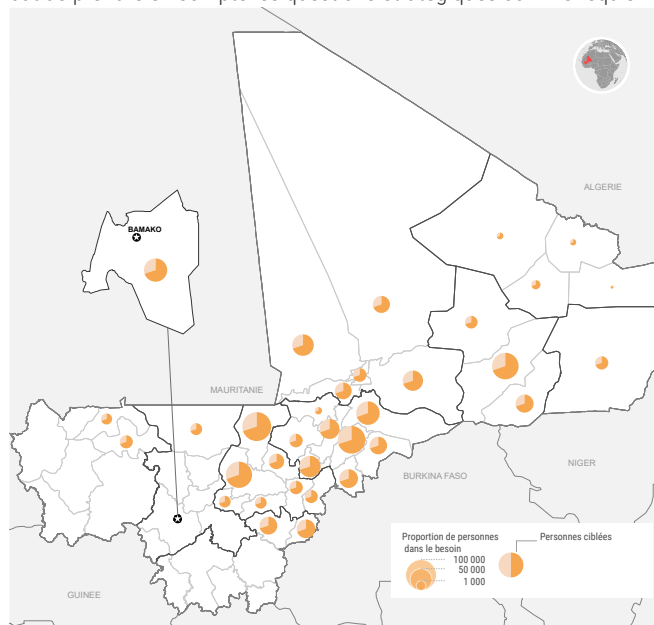 BAMAKO
ALGERIE
MAURITANIE
BURKINA FASO
NIGER
GUINEE
Proportion de personnes
dans le besoin
100 000
50 000
1 000
Personnes ciblées